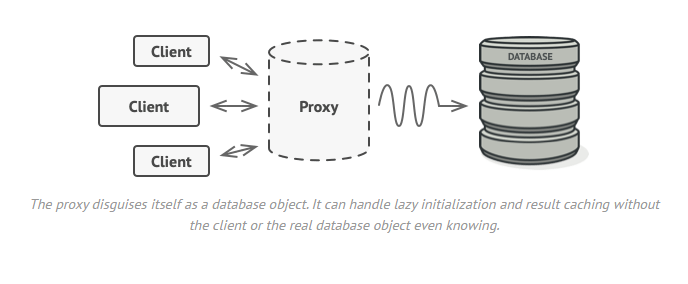 Client
DATABASE
Client
Proxy
Client
The proxy disguises itself as a database object. It can handle lazy initialization and result caching without
the client or the real database object even knowing.